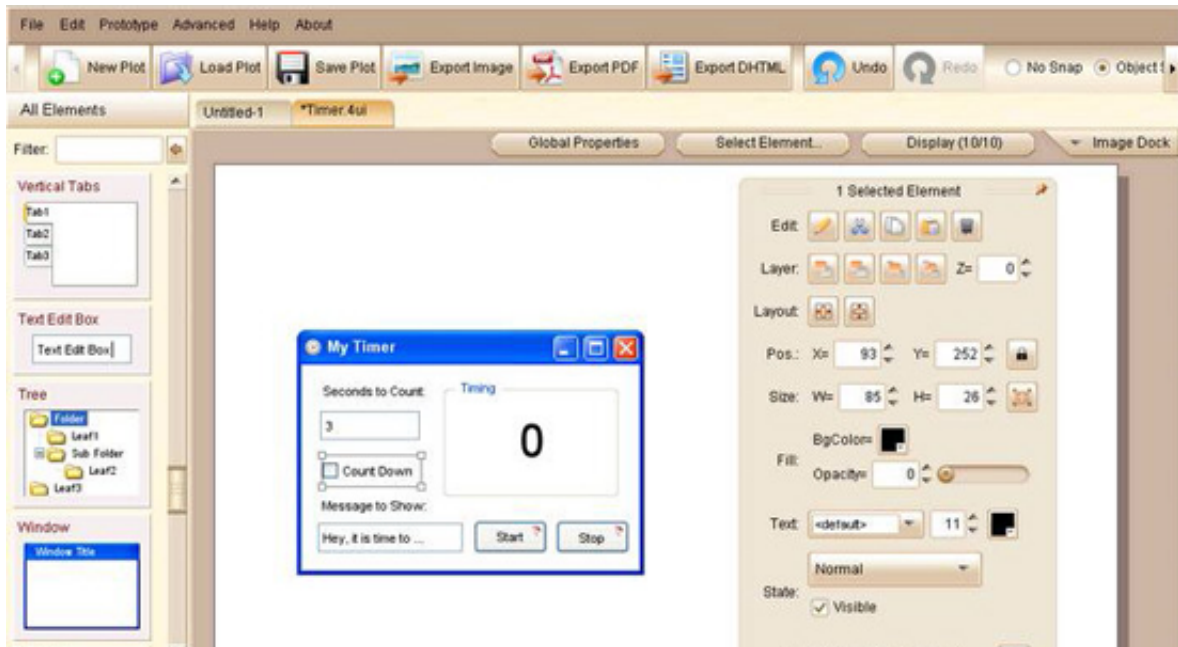 File Edit Prototype Advanced Help About
New Plot Load Plot Save Plot Export Image Export PDF Export DHTML Undo Redo No Snap Object
All Elements
Untitled-1 *Timer.4ui
Filter:
Global Properties Select Element... Display (10/10) Image Dock
Vertical Tabs
Tab1
Tab2
Tab3
Text Edit Box
Text Edit Box
Tree
Folder
Leaf1
Sub Folder
Leaf2
Leaf3
Window
Window Title
My Timer
Seconds to Count:
Timing
3
0
Count Down
Message to Show:
Hey, it is time to ...
Start ?
Stop ?
1 Selected Element
Edit:
Layer: Z= 0
Layout:
Pos.: X= 93 Y= 252
Size: W= 85 H= 26
BgColor=
Fill:
Opacity= 0
Text: <default> 11
Normal
State:
Visible